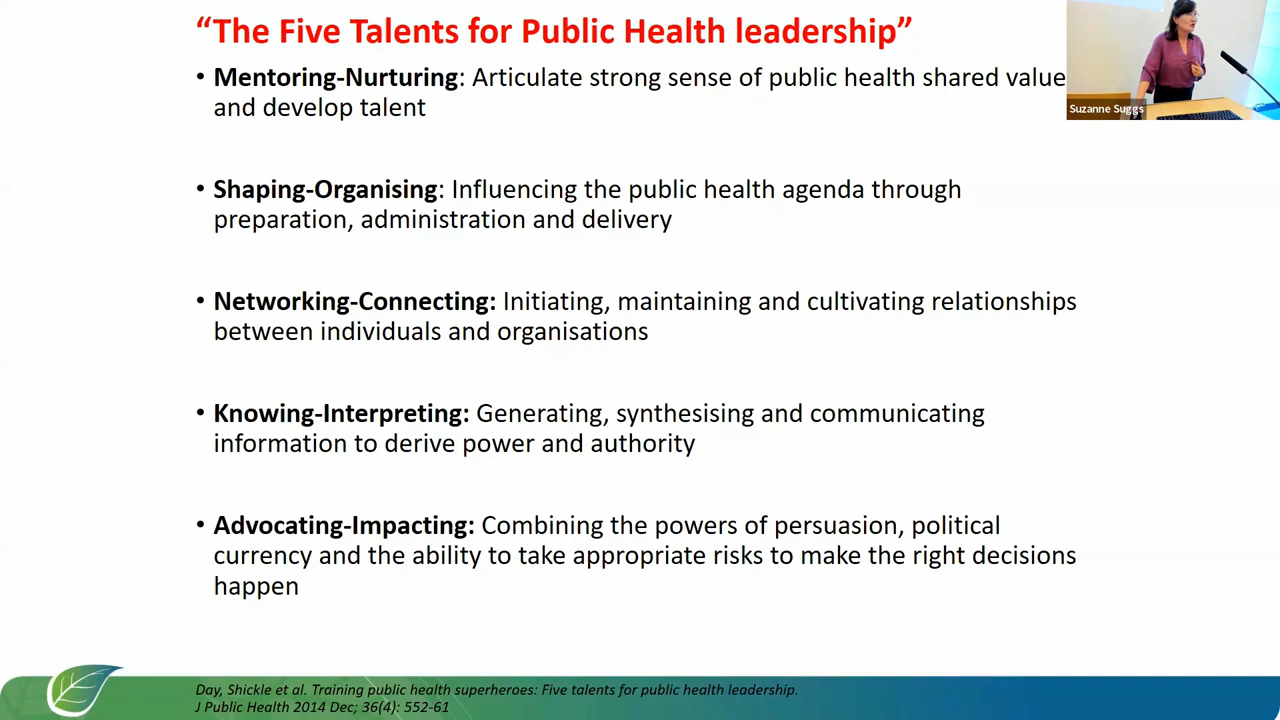 “The Five Talents for Public Health leadership”
• Mentoring-Nurturing: Articulate strong sense of public health shared value
and develop talent
• Shaping-Organising: Influencing the public health agenda through
preparation, administration and delivery
• Networking-Connecting: Initiating, maintaining and cultivating relationships
between individuals and organisations
• Knowing-Interpreting: Generating, synthesising and communicating
information to derive power and authority
• Advocating-Impacting: Combining the powers of persuasion, political
currency and the ability to take appropriate risks to make the right decisions
happen
Suzanne Suggs
Day, Shickle et al. Training public health superheroes: Five talents for public health leadership.
J Public Health 2014 Dec; 36(4): 552-61